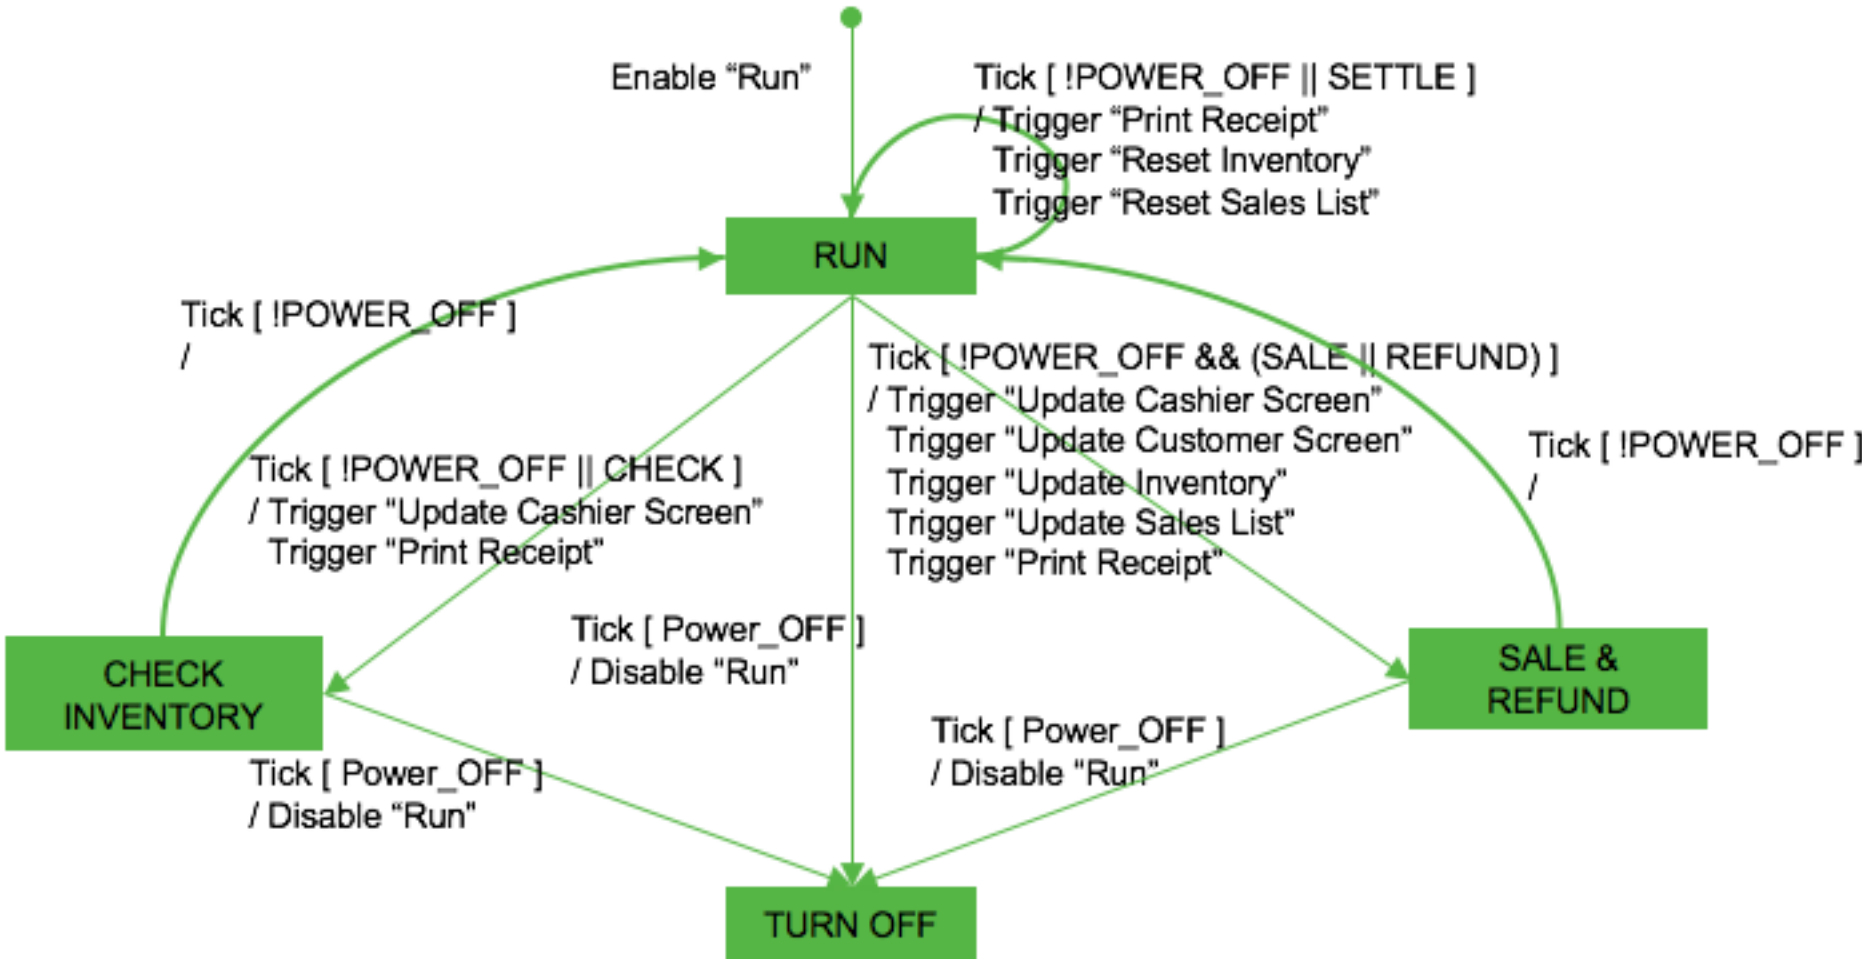 Enable “Run”
Tick [ !POWER_OFF || SETTLE ]
/ Trigger “Print Receipt”
Trigger “Reset Inventory”
Trigger “Reset Sales List”
RUN
Tick [ !POWER_OFF ]
/
Tick [ !POWER_OFF && (SALE || REFUND) ]
/ Trigger “Update Cashier Screen”
Trigger “Update Customer Screen”
Trigger “Update Inventory”
Trigger “Update Sales List”
Trigger “Print Receipt”
Tick [ !POWER_OFF ]
/
Tick [ !POWER_OFF || CHECK ]
/ Trigger “Update Cashier Screen”
Trigger “Print Receipt”
Tick [ Power_OFF ]
/ Disable “Run”
CHECK
INVENTORY
SALE &
REFUND
Tick [ Power_OFF ]
/ Disable “Run”
Tick [ Power_OFF ]
/ Disable “Run”
TURN OFF